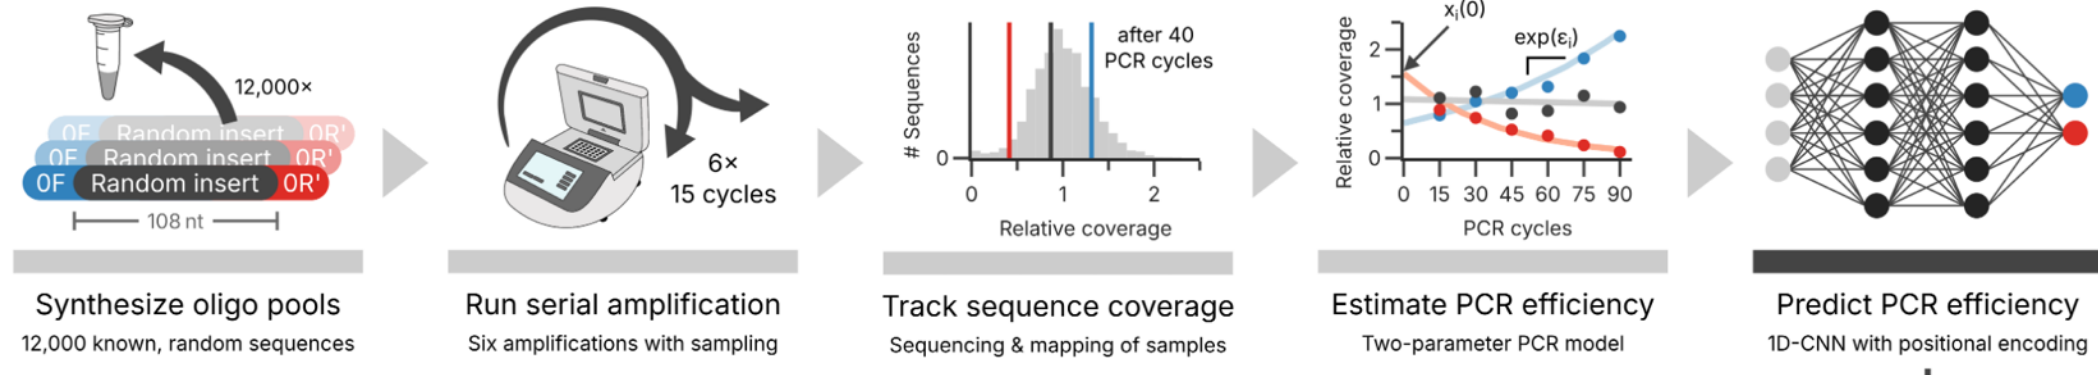 12,000×
0F Random insert 0R'
0F Random insert 0R'
0F Random insert 0R'
108 nt
Synthesize oligo pools
12,000 known, random sequences
6×
15 cycles
Run serial amplification
Six amplifications with sampling
# Sequences
0
after 40
PCR cycles
0 1 2
Relative coverage
Track sequence coverage
Sequencing & mapping of samples
Relative coverage
2
1
0
xᵢ(0)
exp(εᵢ)
0 15 30 45 60 75 90
PCR cycles
Estimate PCR efficiency
Two-parameter PCR model
Predict PCR efficiency
1D-CNN with positional encoding